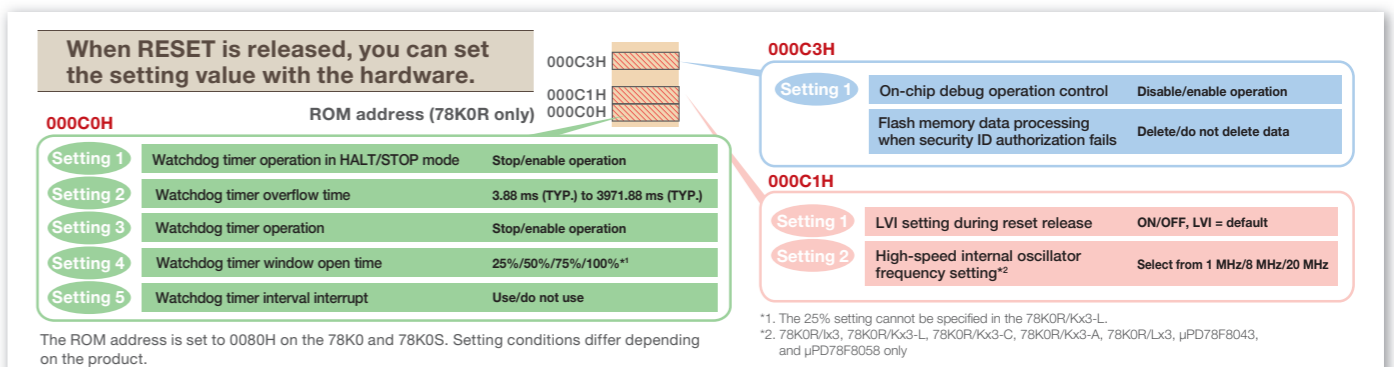 When RESET is released, you can set
the setting value with the hardware.
000C3H
000C1H
ROM address (78K0R only) 000C0H
000C0H
Setting 1 Watchdog timer operation in HALT/STOP mode Stop/enable operation
Setting 2 Watchdog timer overflow time 3.88 ms (TYP.) to 3971.88 ms (TYP.)
Setting 3 Watchdog timer operation Stop/enable operation
Setting 4 Watchdog timer window open time 25%/50%/75%/100%*1
Setting 5 Watchdog timer interval interrupt Use/do not use
The ROM address is set to 0080H on the 78K0 and 78K0S. Setting conditions differ depending
on the product.
000C3H
Setting 1 On-chip debug operation control Disable/enable operation
Flash memory data processing
when security ID authorization fails Delete/do not delete data
000C1H
Setting 1 LVI setting during reset release ON/OFF, LVI = default
Setting 2 High-speed internal oscillator
frequency setting*2 Select from 1 MHz/8 MHz/20 MHz
*1. The 25% setting cannot be specified in the 78K0R/Kx3-L.
*2. 78K0R/Ix3, 78K0R/Kx3-L, 78K0R/Kx3-C, 78K0R/Kx3-A, 78K0R/Lx3, µPD78F8043,
and µPD78F8058 only